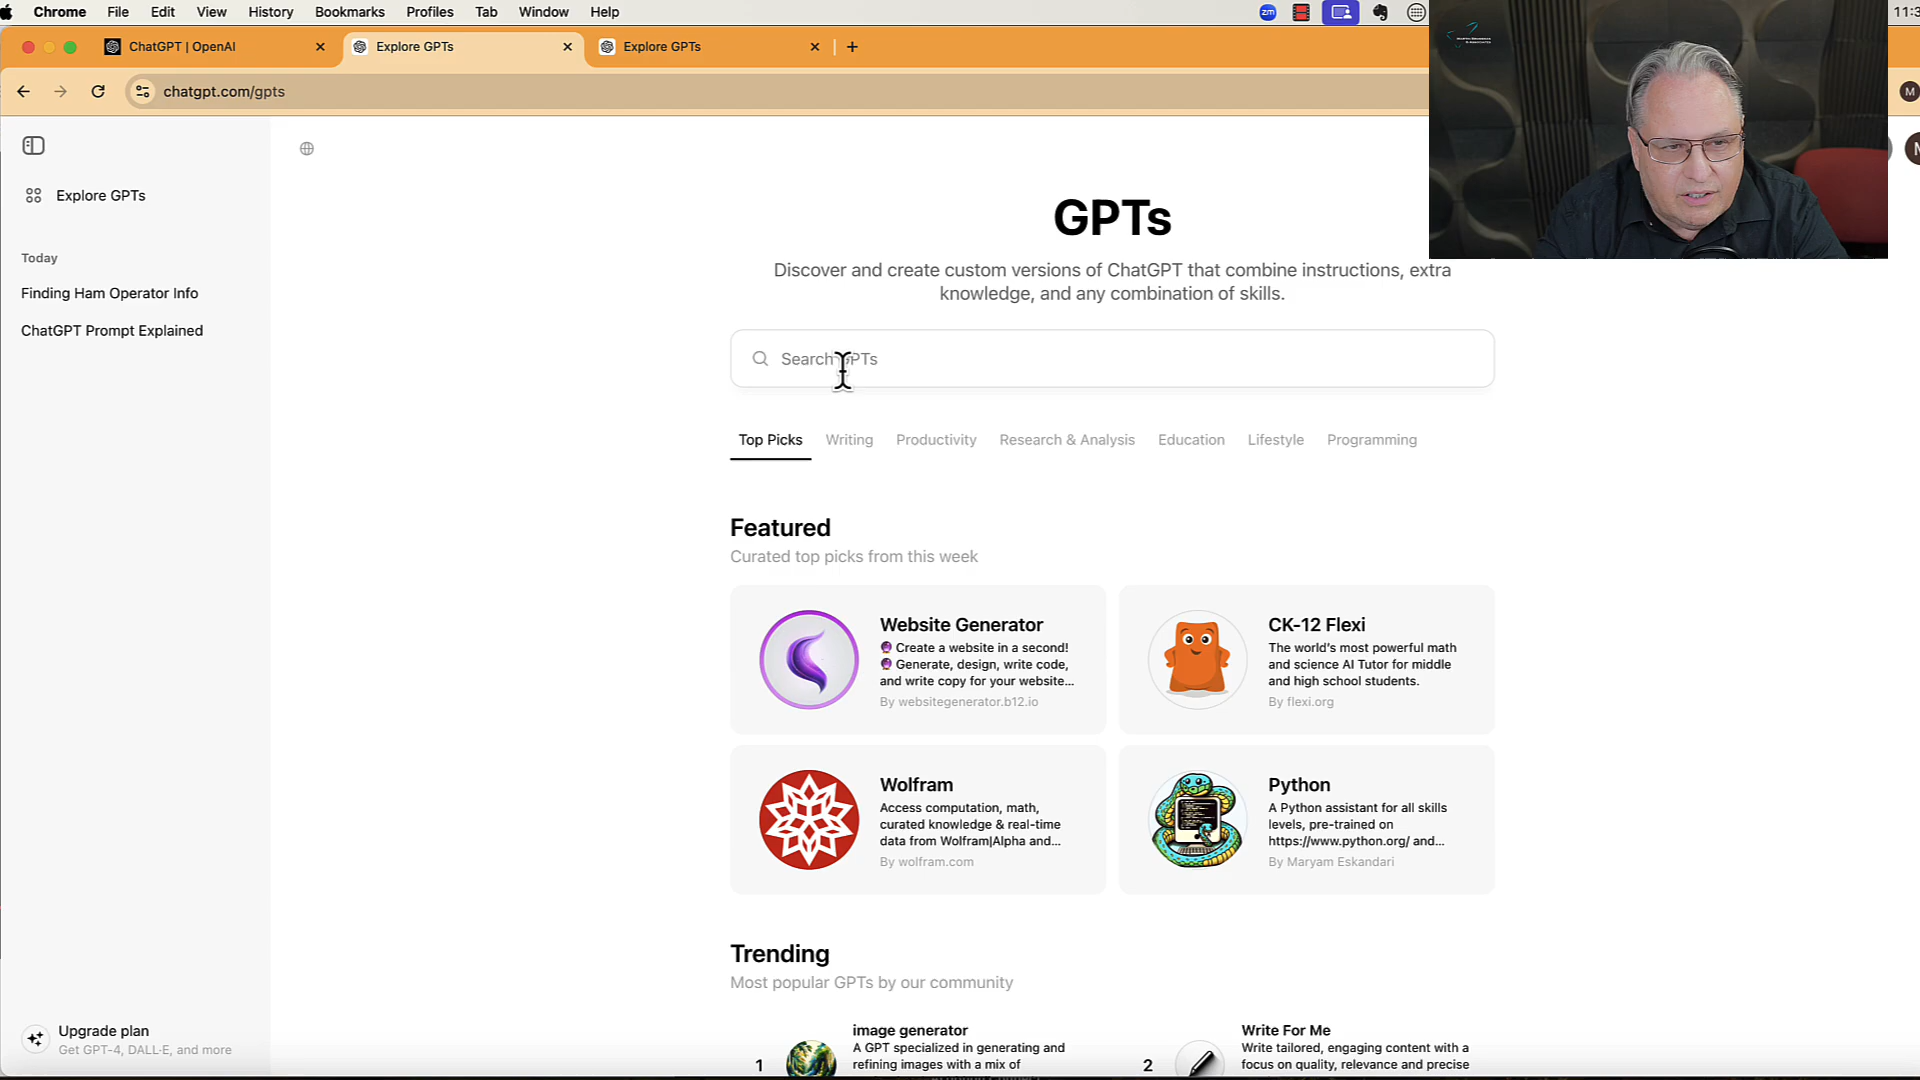 Chrome File Edit View History Bookmarks Profiles Tab Window Help
zm
11:3
ChatGPT | OpenAI
Explore GPTs
Explore GPTs
chatgpt.com/gpts
M
Explore GPTs
Today
Finding Ham Operator Info
ChatGPT Prompt Explained
GPTs
Discover and create custom versions of ChatGPT that combine instructions, extra
knowledge, and any combination of skills.
Search GPTs
Top Picks Writing Productivity Research & Analysis Education Lifestyle Programming
Featured
Curated top picks from this week
Website Generator
Create a website in a second!
Generate, design, write code,
and write copy for your website...
By websitegenerator.b12.io
CK-12 Flexi
The world's most powerful math
and science AI Tutor for middle
and high school students.
By flexi.org
Wolfram
Access computation, math,
curated knowledge & real-time
data from Wolfram|Alpha and...
By wolfram.com
Python
A Python assistant for all skills
levels, pre-trained on
https://www.python.org/ and...
By Maryam Eskandari
Trending
Most popular GPTs by our community
1
image generator
A GPT specialized in generating and
refining images with a mix of
2
Write For Me
Write tailored, engaging content with a
focus on quality, relevance and precise
Upgrade plan
Get GPT-4, DALL·E, and more